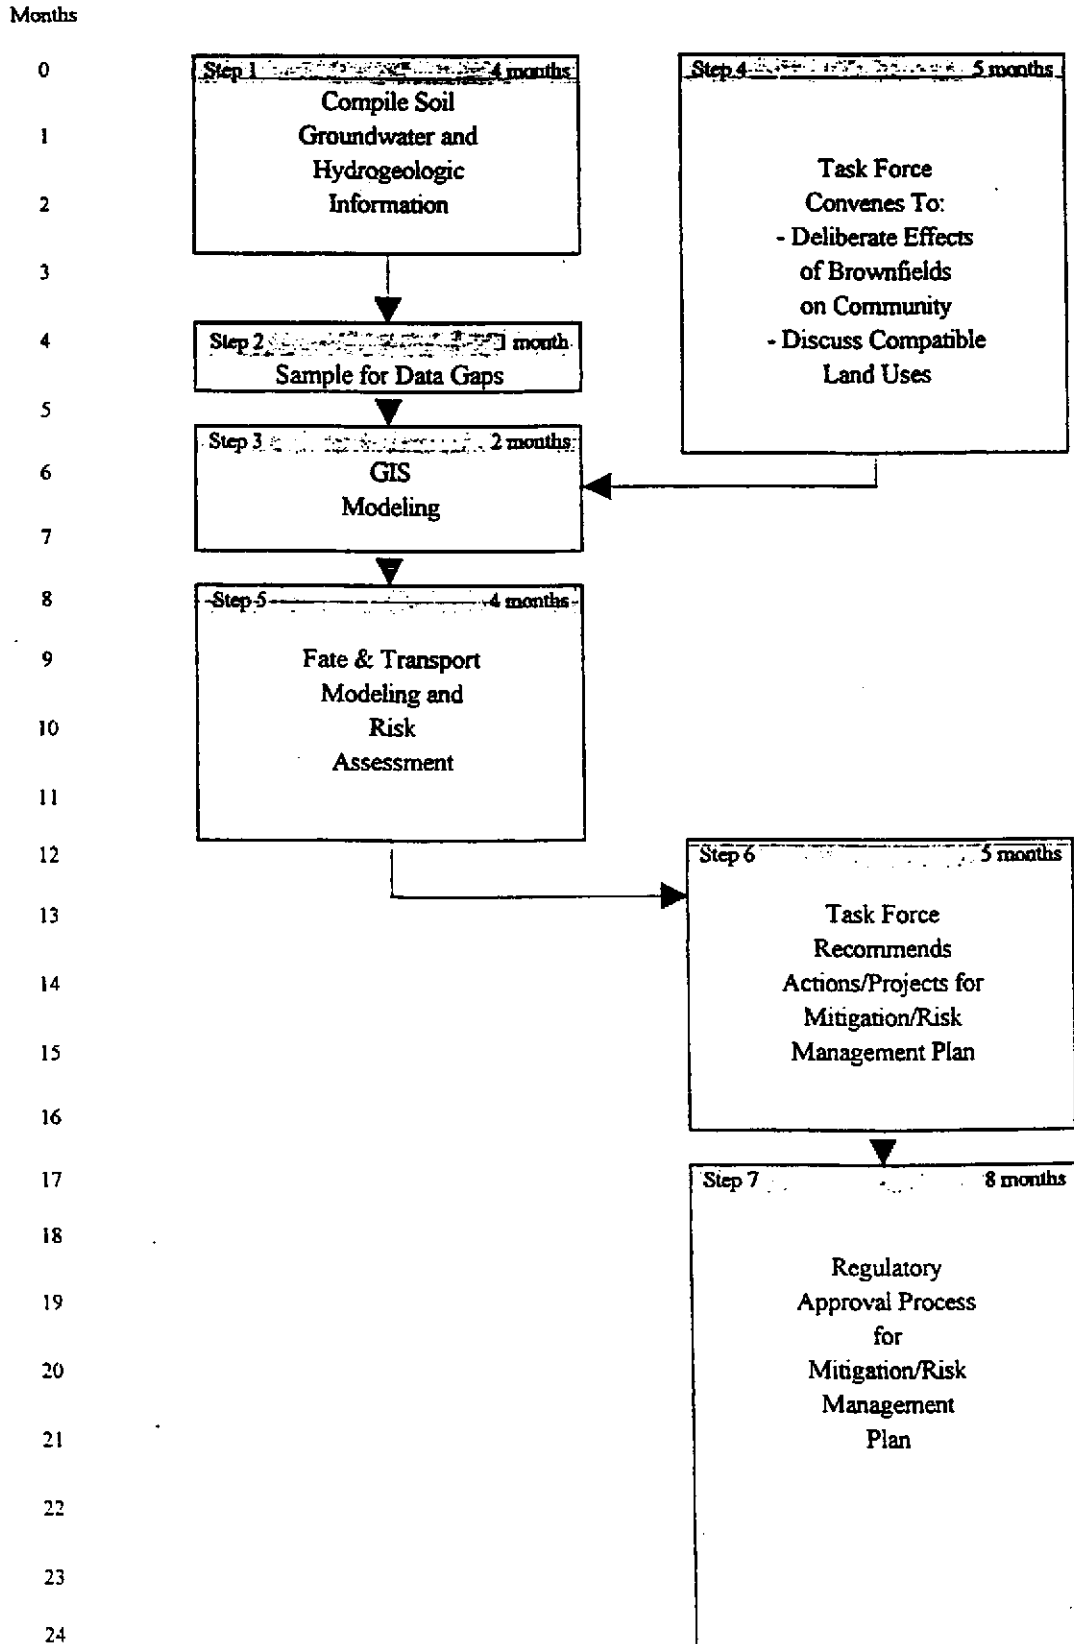 Months
0
1
2
3
4
5
6
7
8
9
10
11
12
13
14
15
16
17
18
19
20
21
22
23
24
Step 1 4 months
Compile Soil
Groundwater and
Hydrogeologic
Information
Step 2 1 month
Sample for Data Gaps
Step 3 2 months
GIS
Modeling
Step 4 5 months
Task Force
Convenes To:
- Deliberate Effects
of Brownfields
on Community
- Discuss Compatible
Land Uses
Step 5 4 months
Fate & Transport
Modeling and
Risk
Assessment
Step 6 5 months
Task Force
Recommends
Actions/Projects for
Mitigation/Risk
Management Plan
Step 7 8 months
Regulatory
Approval Process
for
Mitigation/Risk
Management
Plan